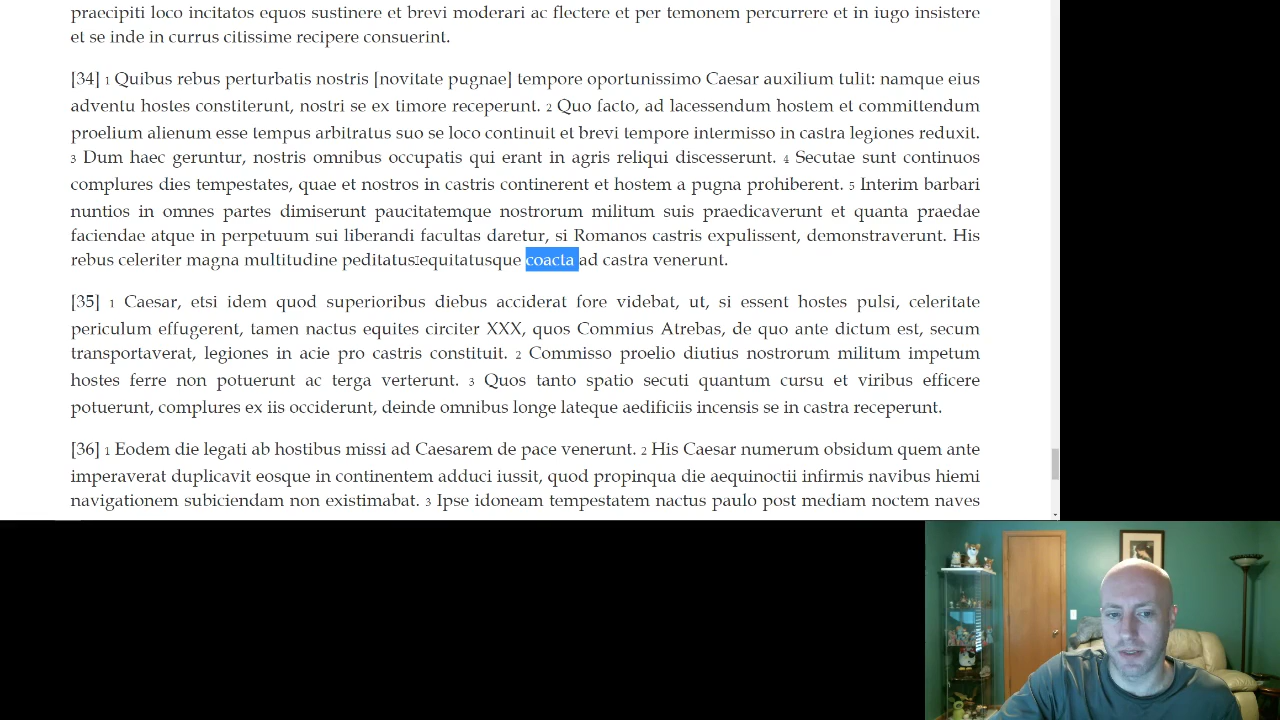 praecipiti loco incitatos equos sustinere et brevi moderari ac flectere et per temonem percurrere et in iugo insistere
et se inde in currus citissime recipere consuerint.
[34] 1 Quibus rebus perturbatis nostris [novitate pugnae] tempore oportunissimo Caesar auxilium tulit: namque eius
adventu hostes constiterunt, nostri se ex timore receperunt. 2 Quo facto, ad lacessendum hostem et committendum
proelium alienum esse tempus arbitratus suo se loco continuit et brevi tempore intermisso in castra legiones reduxit.
3 Dum haec geruntur, nostris omnibus occupatis qui erant in agris reliqui discesserunt. 4 Secutae sunt continuos
complures dies tempestates, quae et nostros in castris continerent et hostem a pugna prohiberent. 5 Interim barbari
nuntios in omnes partes dimiserunt paucitatemque nostrorum militum suis praedicaverunt et quanta praedae
faciendae atque in perpetuum sui liberandi facultas daretur, si Romanos castris expulissent, demonstraverunt. His
rebus celeriter magna multitudine peditatus equitatusque coacta ad castra venerunt.
[35] 1 Caesar, etsi idem quod superioribus diebus acciderat fore videbat, ut, si essent hostes pulsi, celeritate
periculum effugerent, tamen nactus equites circiter XXX, quos Commius Atrebas, de quo ante dictum est, secum
transportaverat, legiones in acie pro castris constituit. 2 Commisso proelio diutius nostrorum militum impetum
hostes ferre non potuerunt ac terga verterunt. 3 Quos tanto spatio secuti quantum cursu et viribus efficere
potuerunt, complures ex iis occiderunt, deinde omnibus longe lateque aedificiis incensis se in castra receperunt.
[36] 1 Eodem die legati ab hostibus missi ad Caesarem de pace venerunt. 2 His Caesar numerum obsidum quem ante
imperaverat duplicavit eosque in continentem adduci iussit, quod propinqua die aequinoctii infirmis navibus hiemi
navigationem subiciendam non existimabat. 3 Ipse idoneam tempestatem nactus paulo post mediam noctem naves